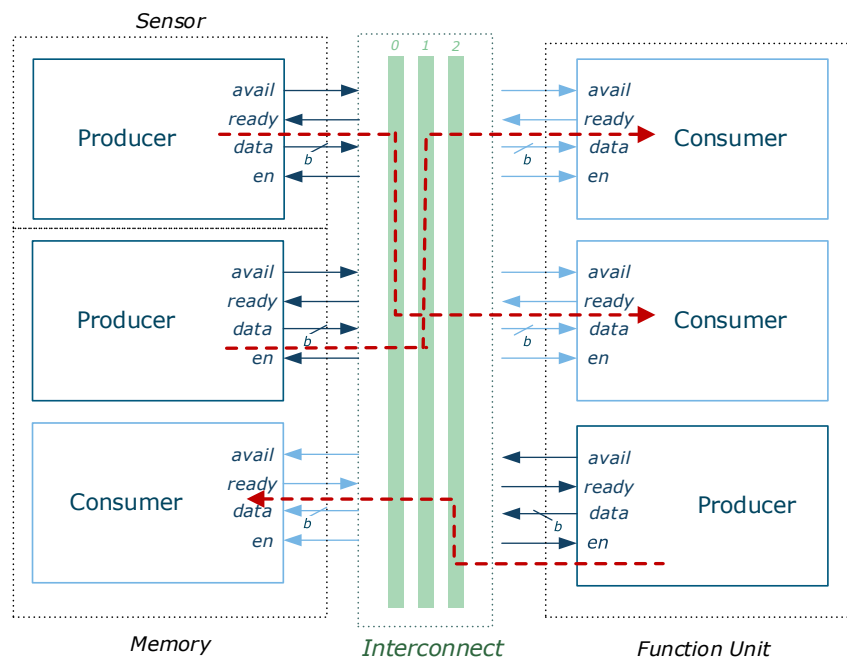 Sensor
0 1 2
Producer
avail
ready
data
b
en
avail
ready
data
b
en
Consumer
Producer
avail
ready
data
b
en
avail
ready
data
b
en
Consumer
Consumer
avail
ready
data
b
en
avail
ready
data
b
en
Producer
Memory
Interconnect
Function Unit